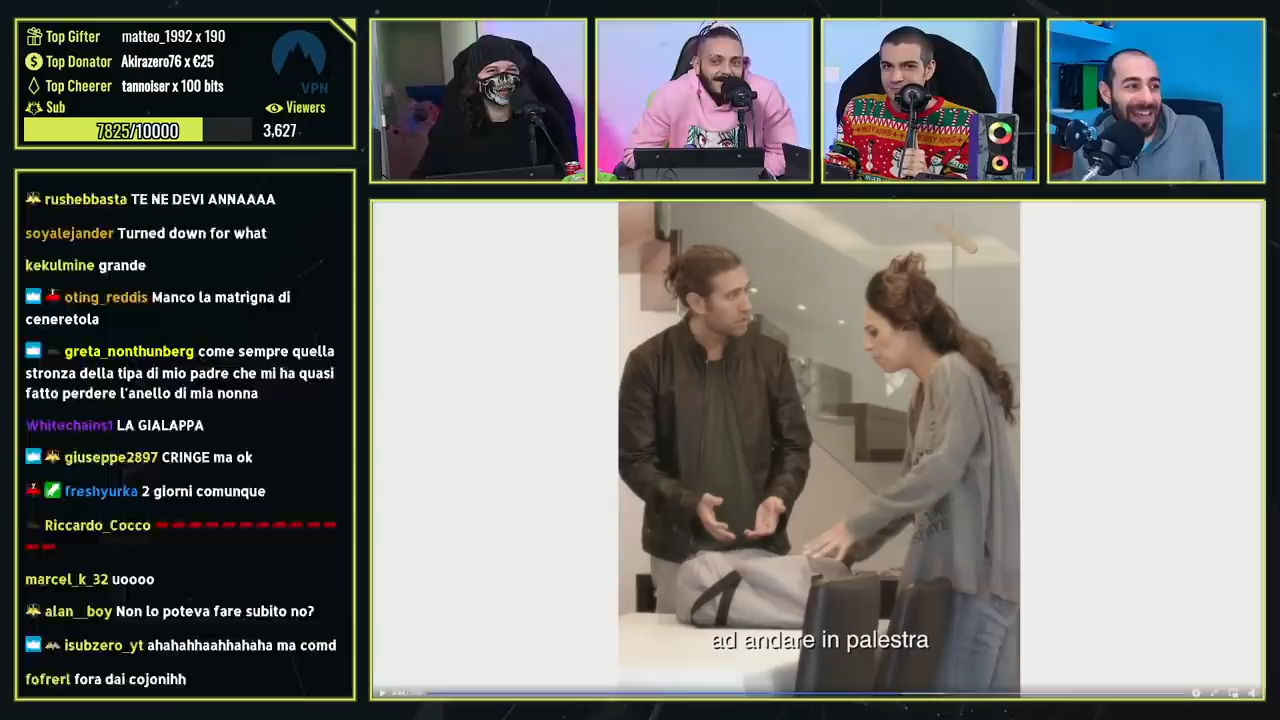 Top Gifter matteo_1992 x 190
Top Donator Akirazero76 x €25
Top Cheerer tannoiser x 100 bits
VPN
Sub
Viewers
7825/10000
3,627
rushebbasta TE NE DEVI ANNAAAA
soyalejander Turned down for what
kekulmine grande
oting_reddis Manco la matrigna di
ceneretola
greta_nonthunberg come sempre quella
stronza della tipa di mio padre che mi ha quasi
fatto perdere l'anello di mia nonna
Whitechains1 LA GIALAPPA
giuseppe2897 CRINGE ma ok
freshyurka 2 giorni comunque
Riccardo_Cocco
marcel_k_32 uoooo
alan__boy Non lo poteva fare subito no?
isubzero_yt ahahahhaahhahaha ma comd
fofrerl fora dai cojonihh
ad andare in palestra